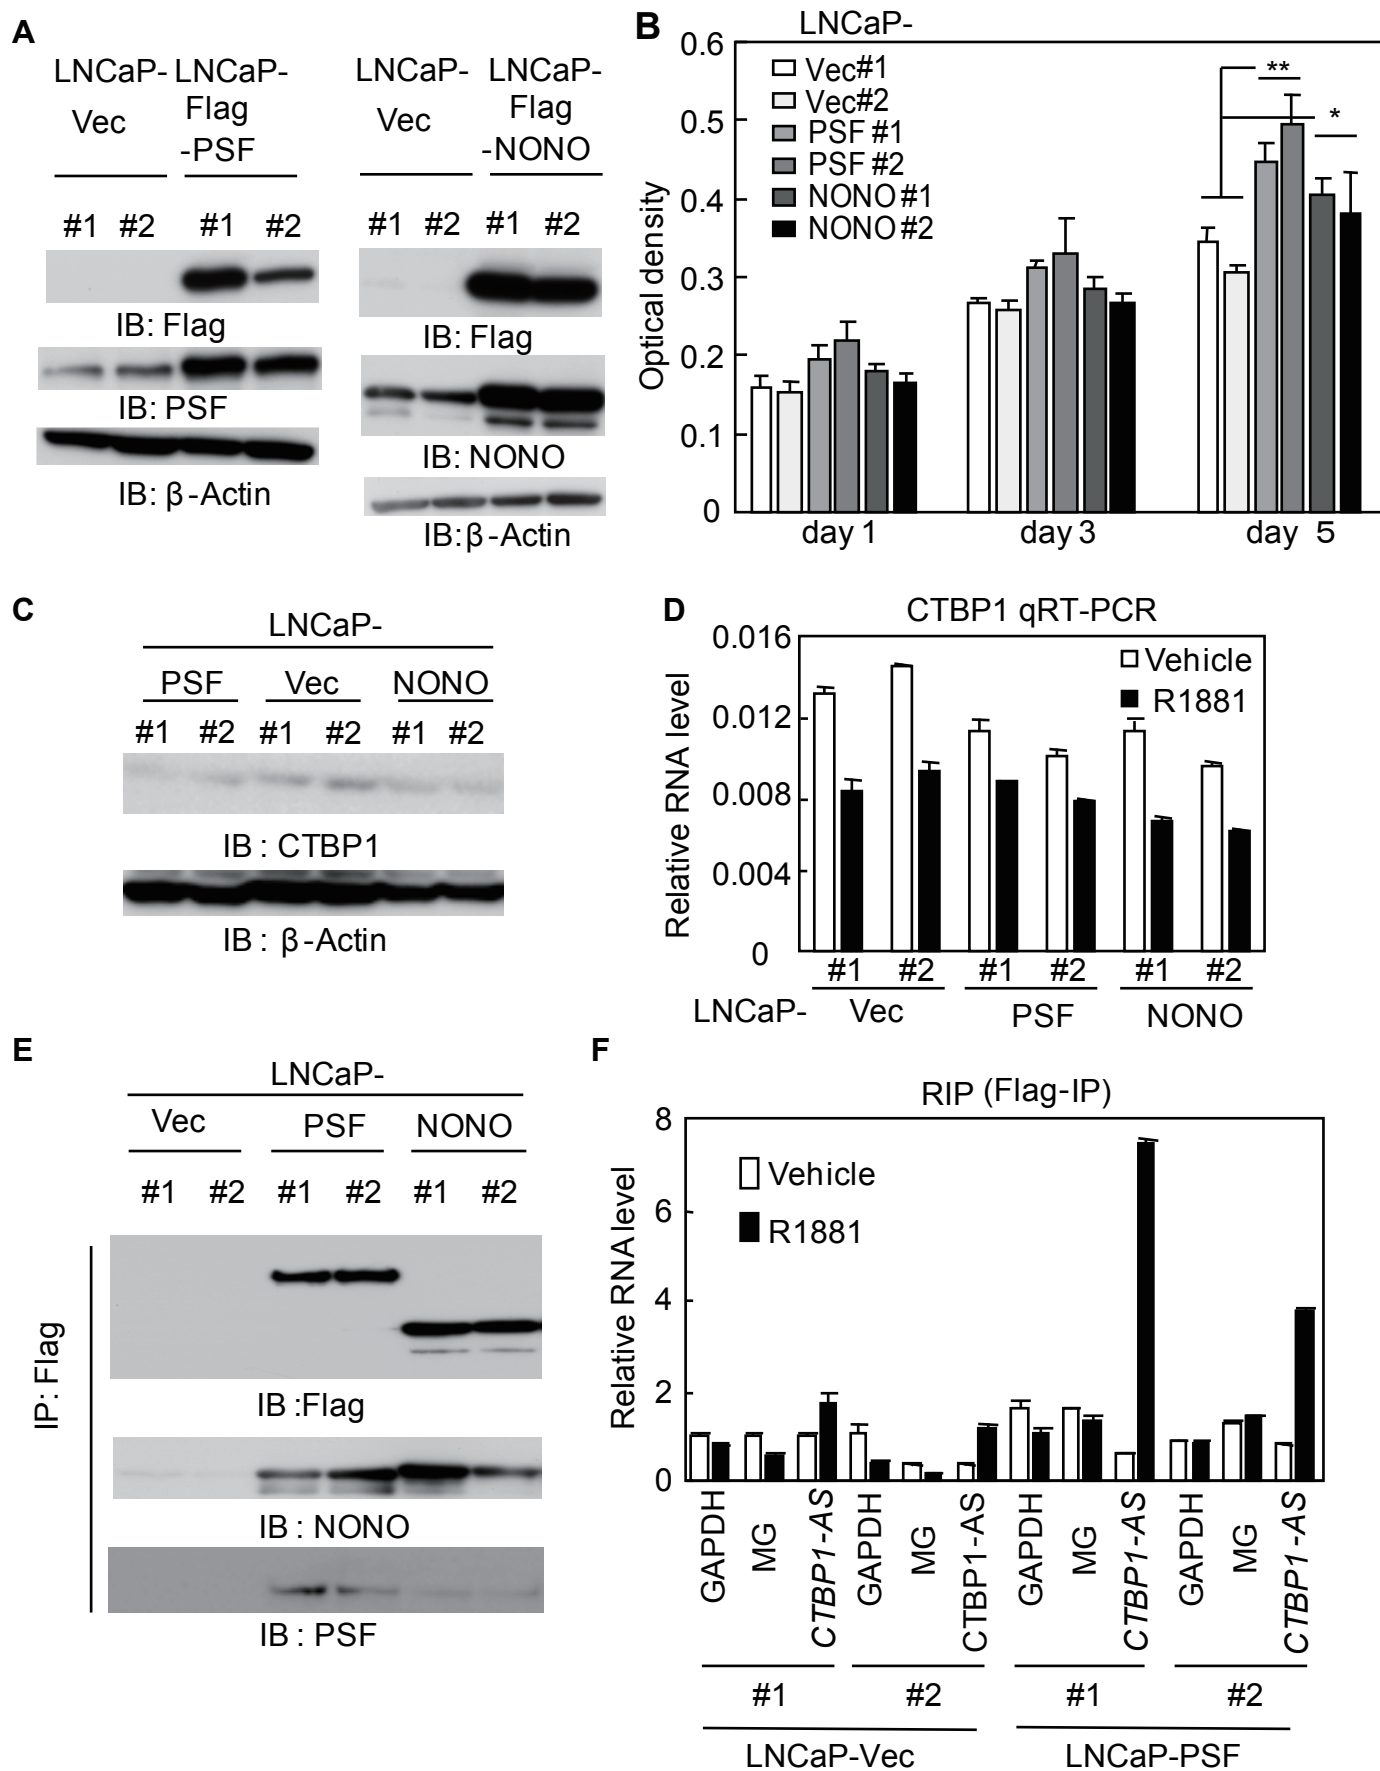 A
LNCaP- LNCaP-
Vec Flag
-PSF
#1 #2 #1 #2
IB: Flag
IB: PSF
IB: β-Actin
LNCaP- LNCaP-
Vec Flag
-NONO
#1 #2 #1 #2
IB: Flag
IB: NONO
IB:β-Actin
B
LNCaP-
Vec#1
Vec#2
PSF #1
PSF #2
NONO #1
NONO #2
**
*
Optical density
0.6
0.5
0.4
0.3
0.2
0.1
0
day 1 day 3 day 5
C
LNCaP-
PSF Vec NONO
#1 #2 #1 #2 #1 #2
IB : CTBP1
IB : β-Actin
D
CTBP1 qRT-PCR
Vehicle
R1881
Relative RNA level
0.016
0.012
0.008
0.004
0
#1 #2 #1 #2 #1 #2
LNCaP- Vec PSF NONO
E
LNCaP-
Vec PSF NONO
#1 #2 #1 #2 #1 #2
IP: Flag
IB :Flag
IB : NONO
IB : PSF
F
RIP (Flag-IP)
Vehicle
R1881
Relative RNA level
8
6
4
2
0
GAPDH MG CTBP1-AS GAPDH MG CTBP1-AS GAPDH MG CTBP1-AS GAPDH MG CTBP1-AS
#1 #2 #1 #2
LNCaP-Vec LNCaP-PSF